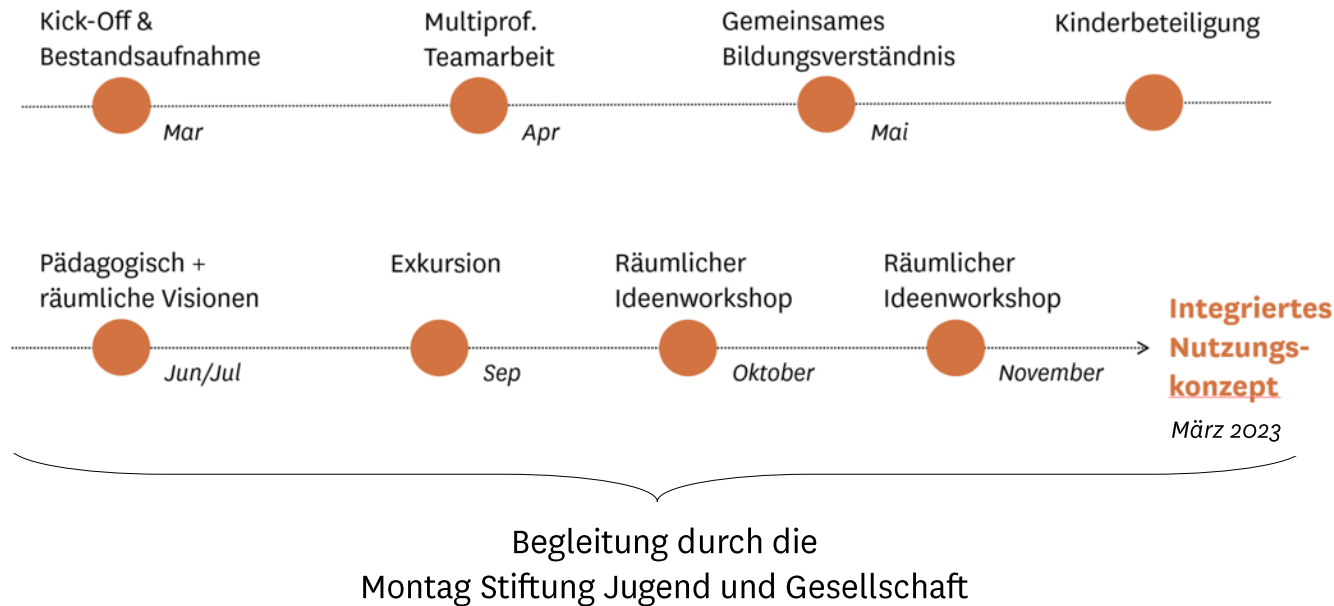 Kick-Off &
Bestandsaufnahme
Mar
Multiprof.
Teamarbeit
Apr
Gemeinsames
Bildungsverständnis
Mai
Kinderbeteiligung
Pädagogisch +
räumliche Visionen
Jun/Jul
Exkursion
Sep
Räumlicher
Ideenworkshop
Oktober
Räumlicher
Ideenworkshop
November
Integriertes
Nutzungs-
konzept
März 2023
Begleitung durch die
Montag Stiftung Jugend und Gesellschaft